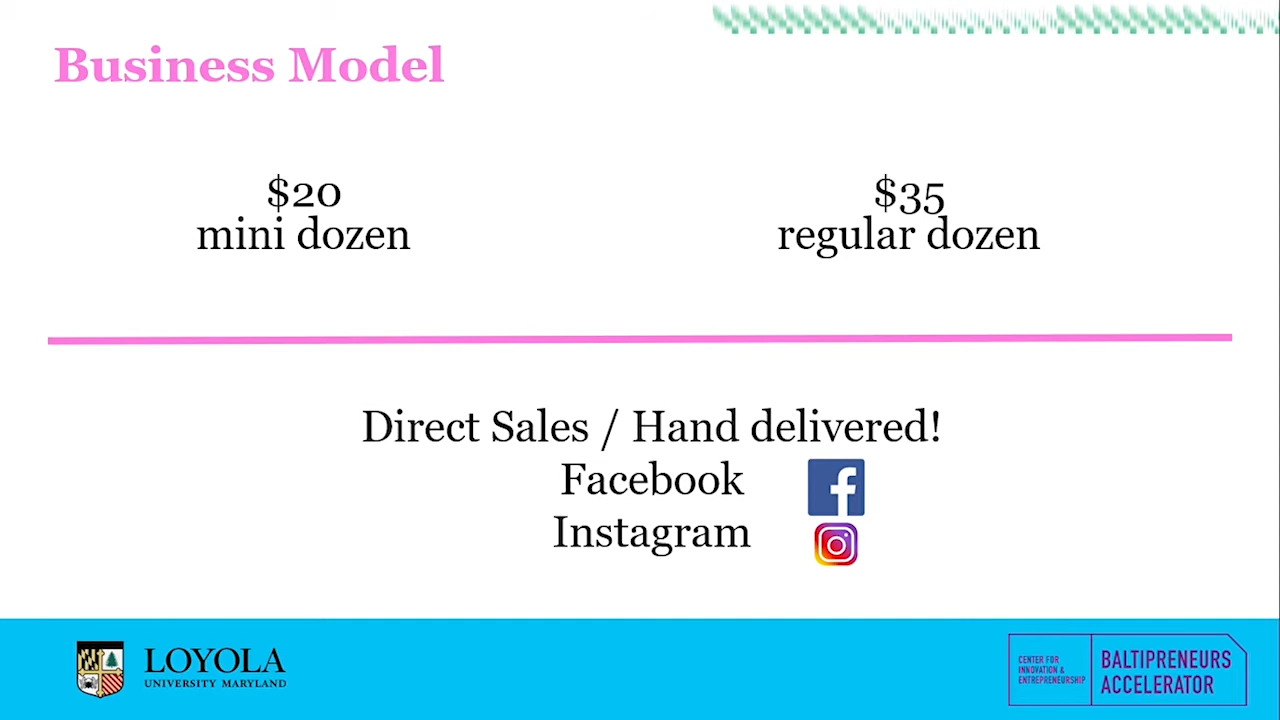 Business Model
$20
mini dozen
$35
regular dozen
Direct Sales / Hand delivered!
Facebook
Instagram
LOYOLA
UNIVERSITY MARYLAND
CENTER FOR
INNOVATION &
ENTREPRENEURSHIP
BALTIPRENEURS
ACCELERATOR